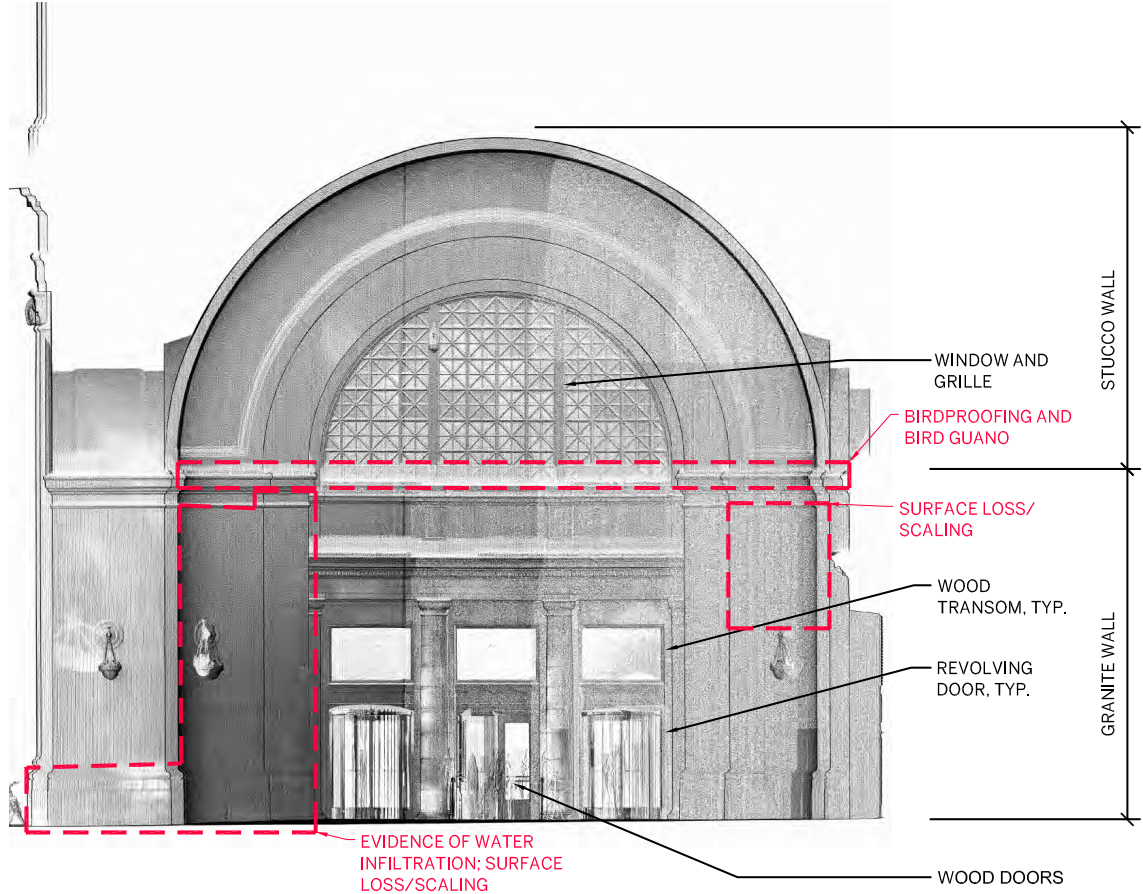 STUCCO WALL
WINDOW AND
GRILLE
BIRDPROOFING AND
BIRD GUANO
SURFACE LOSS/
SCALING
WOOD
TRANSOM, TYP.
REVOLVING
DOOR, TYP.
GRANITE WALL
EVIDENCE OF WATER
INFILTRATION; SURFACE
LOSS/SCALING
WOOD DOORS